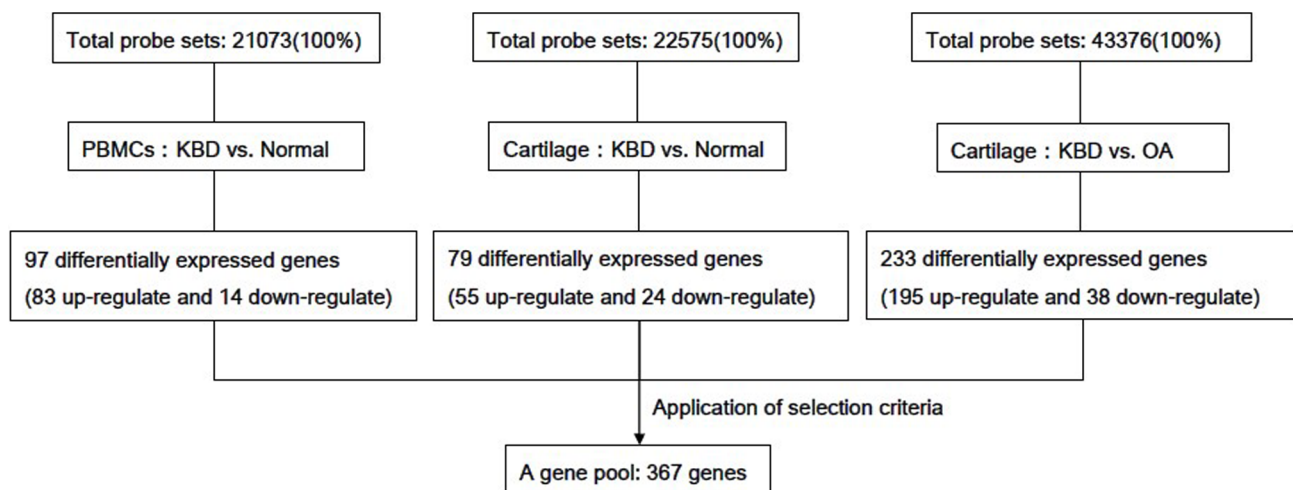 Total probe sets: 21073(100%)
Total probe sets: 22575(100%)
Total probe sets: 43376(100%)
PBMCs：KBD vs. Normal
Cartilage：KBD vs. Normal
Cartilage：KBD vs. OA
97 differentially expressed genes
(83 up-regulate and 14 down-regulate)
79 differentially expressed genes
(55 up-regulate and 24 down-regulate)
233 differentially expressed genes
(195 up-regulate and 38 down-regulate)
Application of selection criteria
A gene pool: 367 genes